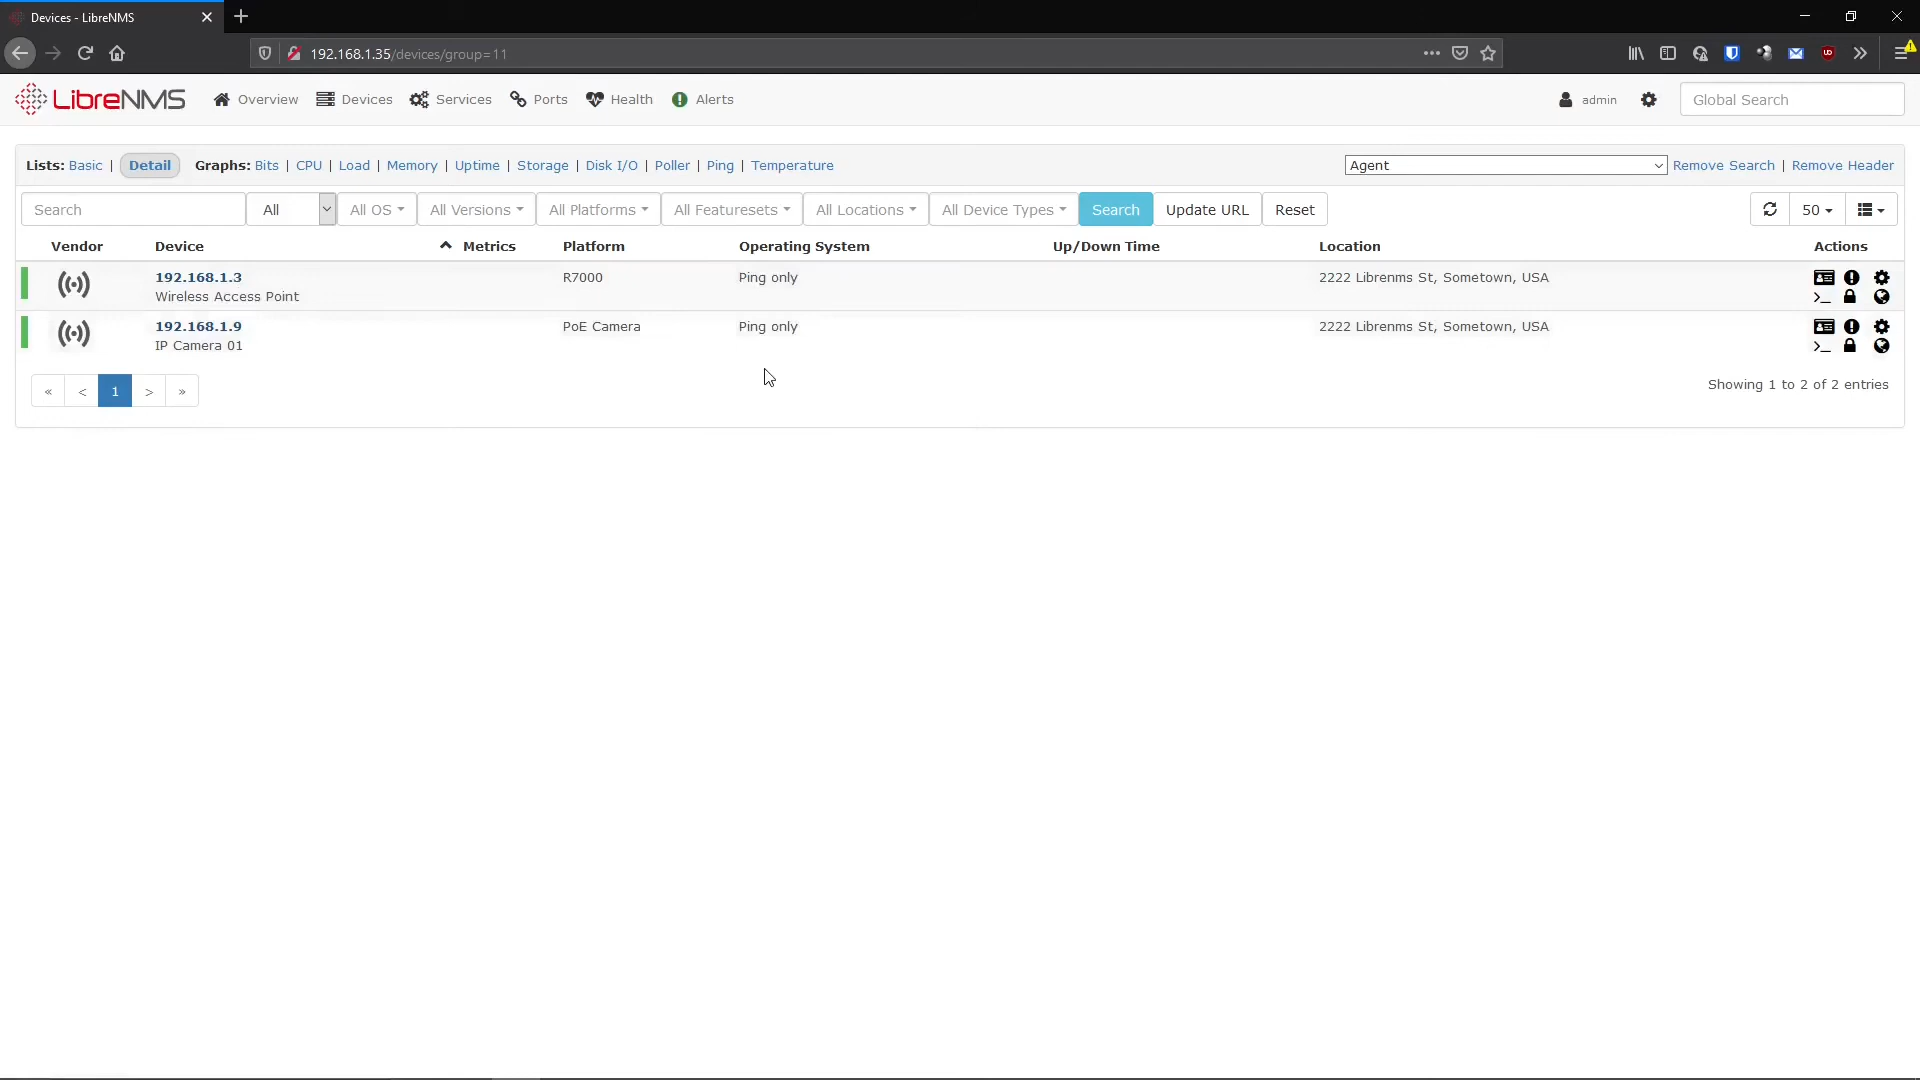 Devices - LibreNMS
192.168.1.35/devices/group=11
LibreNMS Overview Devices Services Ports Health Alerts admin Global Search
Lists: Basic | Detail Graphs: Bits | CPU | Load | Memory | Uptime | Storage | Disk I/O | Poller | Ping | Temperature Agent Remove Search | Remove Header
Search All All OS All Versions All Platforms All Featuresets All Locations All Device Types Search Update URL Reset 50
Vendor Device Metrics Platform Operating System Up/Down Time Location Actions
192.168.1.3 R7000 Ping only 2222 Librenms St, Sometown, USA
Wireless Access Point
192.168.1.9 PoE Camera Ping only 2222 Librenms St, Sometown, USA
IP Camera 01
« < 1 > » Showing 1 to 2 of 2 entries